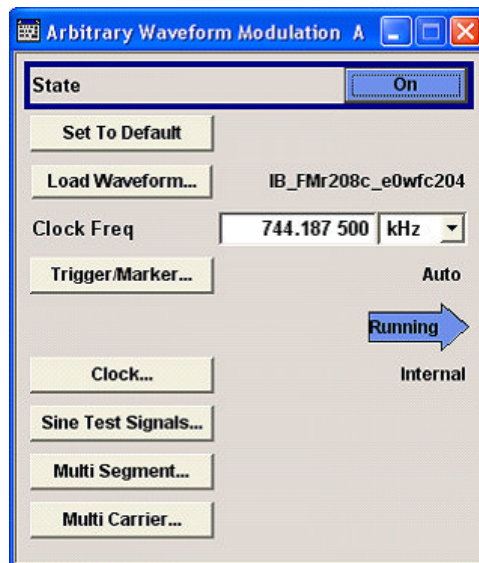 Arbitrary Waveform Modulation A
State On
Set To Default
Load Waveform... IB_FMr208c_e0wfc204
Clock Freq 744.187 500 kHz
Trigger/Marker... Auto
Running
Clock... Internal
Sine Test Signals...
Multi Segment...
Multi Carrier...